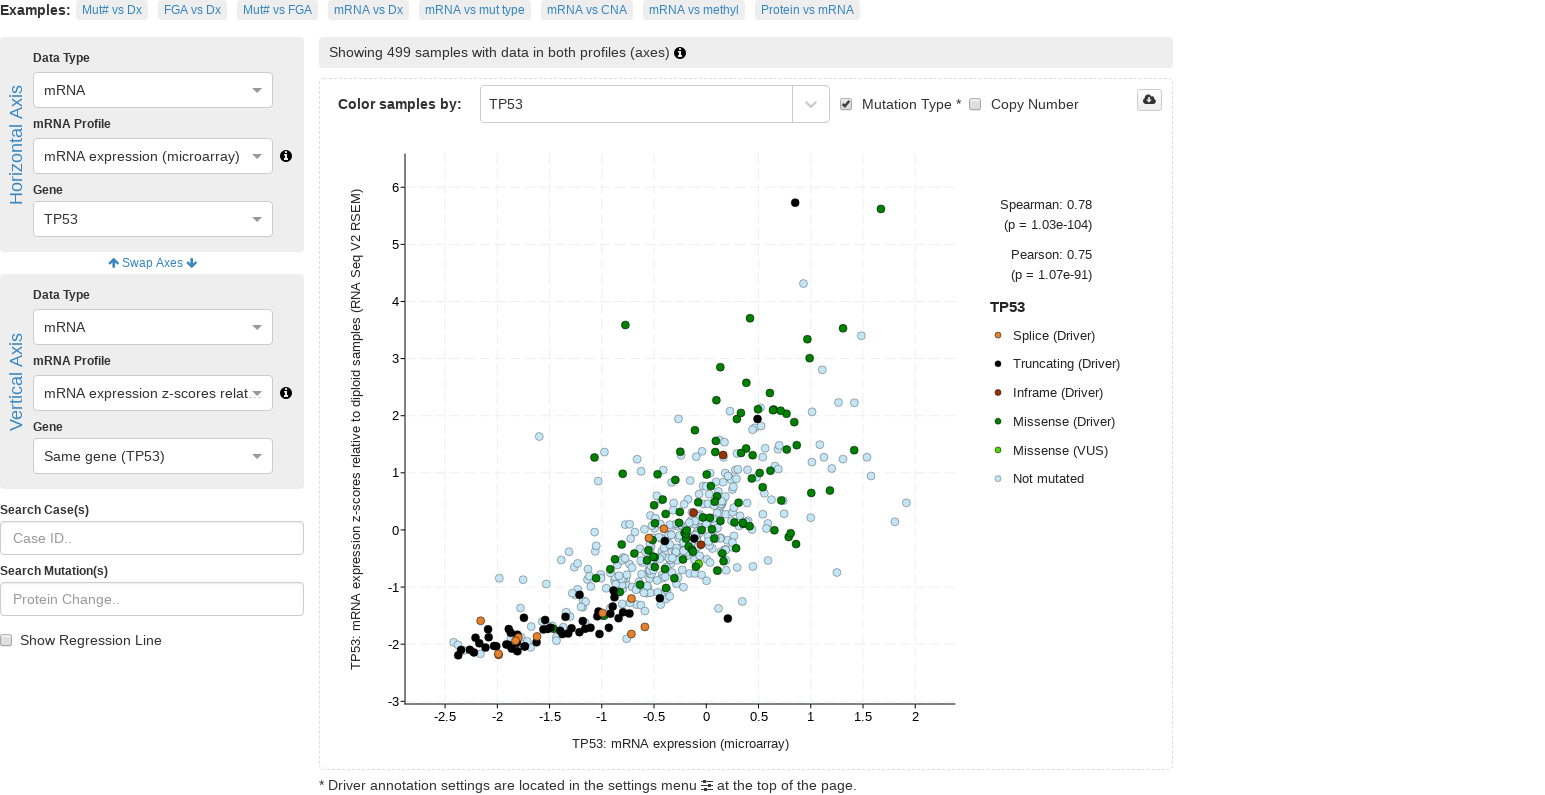 Examples: Mut# vs Dx FGA vs Dx Mut# vs FGA mRNA vs Dx mRNA vs mut type mRNA vs CNA mRNA vs methyl Protein vs mRNA
Horizontal Axis
Data Type
mRNA
mRNA Profile
mRNA expression (microarray)
Gene
TP53
Swap Axes
Vertical Axis
Data Type
mRNA
mRNA Profile
mRNA expression z-scores relat...
Gene
Same gene (TP53)
Search Case(s)
Case ID..
Search Mutation(s)
Protein Change..
Show Regression Line
Showing 499 samples with data in both profiles (axes)
Color samples by: TP53 Mutation Type * Copy Number
TP53: mRNA expression z-scores relative to diploid samples (RNA Seq V2 RSEM)
6
5
4
3
2
1
0
-1
-2
-3
-2.5 -2 -1.5 -1 -0.5 0 0.5 1 1.5 2
TP53: mRNA expression (microarray)
Spearman: 0.78
(p = 1.03e-104)
Pearson: 0.75
(p = 1.07e-91)
TP53
Splice (Driver)
Truncating (Driver)
Inframe (Driver)
Missense (Driver)
Missense (VUS)
Not mutated
* Driver annotation settings are located in the settings menu at the top of the page.